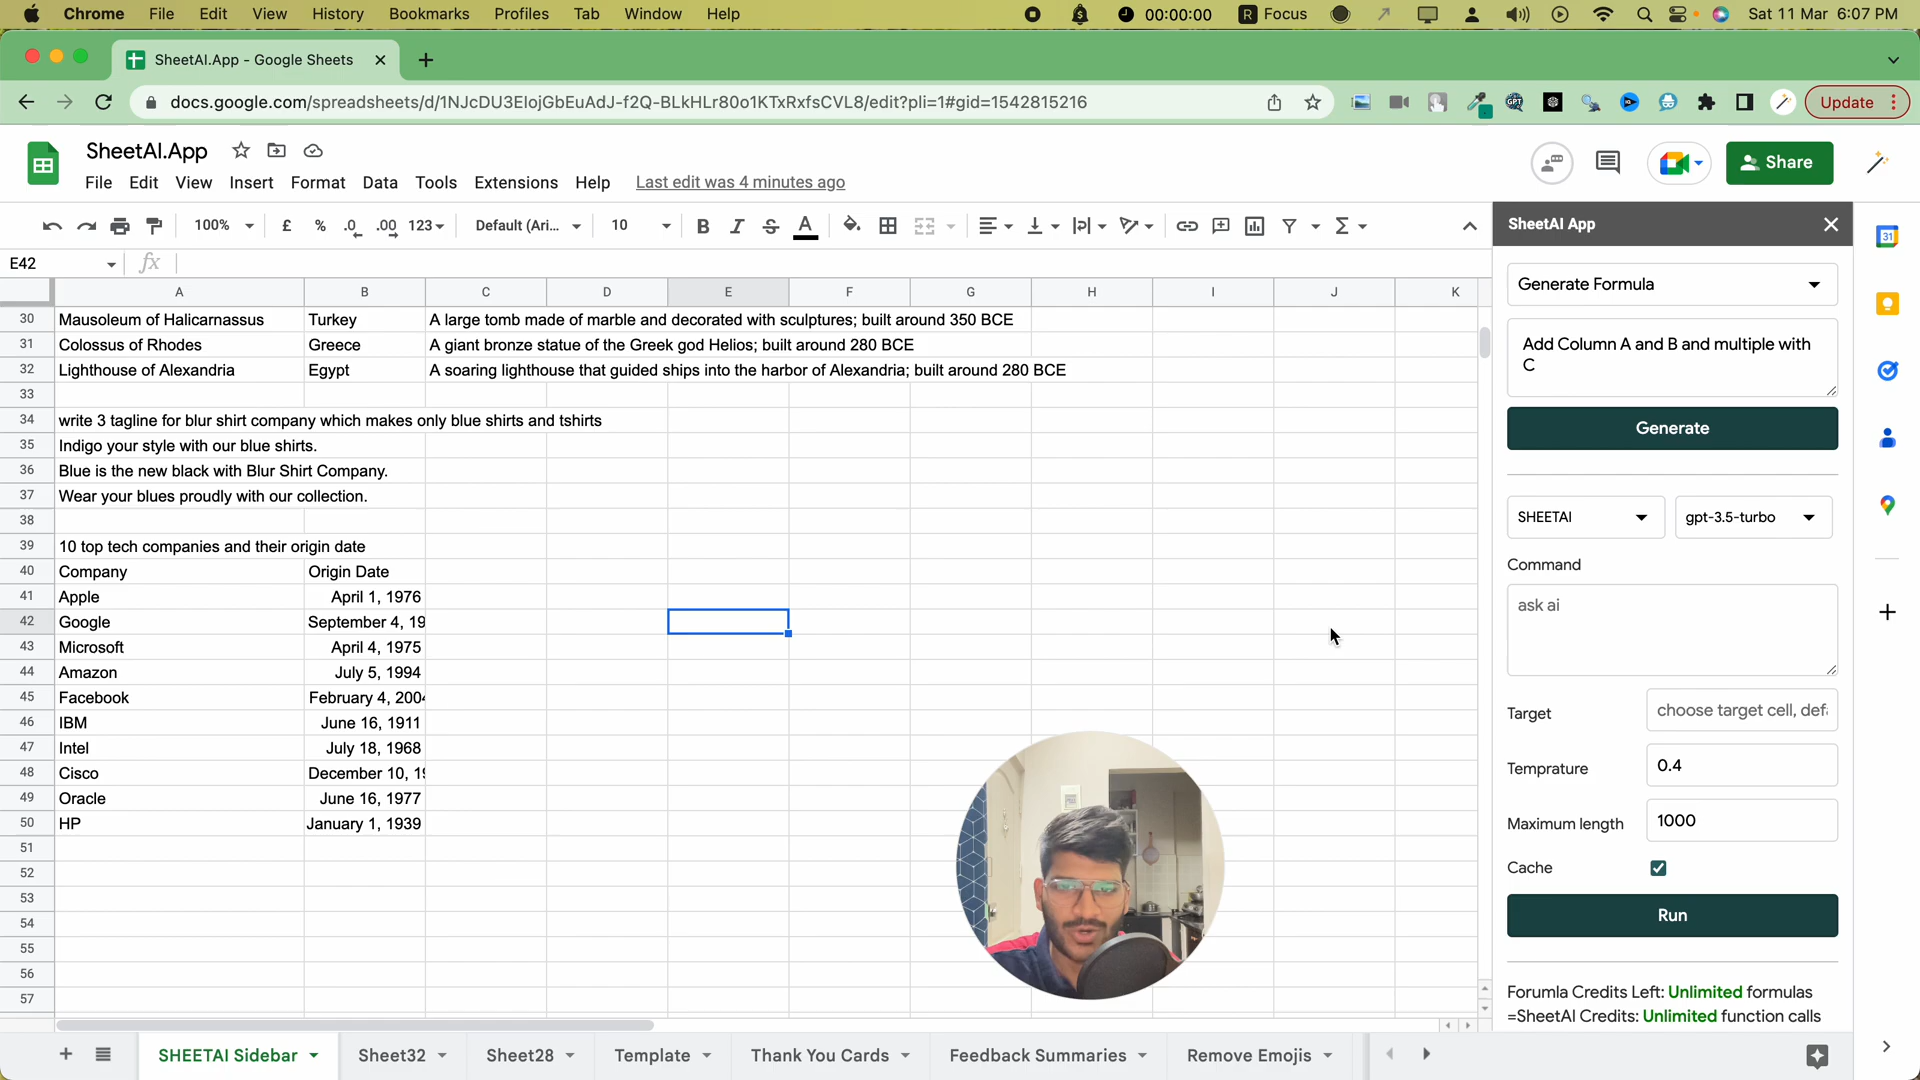 Chrome File Edit View History Bookmarks Profiles Tab Window Help 00:00:00 R Focus Sat 11 Mar 6:07 PM
SheetAI.App - Google Sheets
docs.google.com/spreadsheets/d/1NJcDU3ElojGbEuAdJ-f2Q-BLkHLr80o1KTxRxfsCVL8/edit?pli=1#gid=1542815216 Update
SheetAI.App
File Edit View Insert Format Data Tools Extensions Help Last edit was 4 minutes ago Share
100% £ % .0 .00 123 Default (Ari... 10 B I S A
SheetAI App
E42 fx
A B C D E F G H I J K
30 Mausoleum of Halicarnassus Turkey A large tomb made of marble and decorated with sculptures; built around 350 BCE
31 Colossus of Rhodes Greece A giant bronze statue of the Greek god Helios; built around 280 BCE
32 Lighthouse of Alexandria Egypt A soaring lighthouse that guided ships into the harbor of Alexandria; built around 280 BCE
33
34 write 3 tagline for blur shirt company which makes only blue shirts and tshirts
35 Indigo your style with our blue shirts.
36 Blue is the new black with Blur Shirt Company.
37 Wear your blues proudly with our collection.
38
39 10 top tech companies and their origin date
40 Company Origin Date
41 Apple April 1, 1976
42 Google September 4, 19
43 Microsoft April 4, 1975
44 Amazon July 5, 1994
45 Facebook February 4, 2004
46 IBM June 16, 1911
47 Intel July 18, 1968
48 Cisco December 10, 19
49 Oracle June 16, 1977
50 HP January 1, 1939
51
52
53
54
55
56
57
Generate Formula
Add Column A and B and multiple with
C
Generate
SHEETAI gpt-3.5-turbo
Command
ask ai
Target choose target cell, def
Temprature 0.4
Maximum length 1000
Cache
Run
Forumla Credits Left: Unlimited formulas
=SheetAI Credits: Unlimited function calls
31
SHEETAI Sidebar Sheet32 Sheet28 Template Thank You Cards Feedback Summaries Remove Emojis